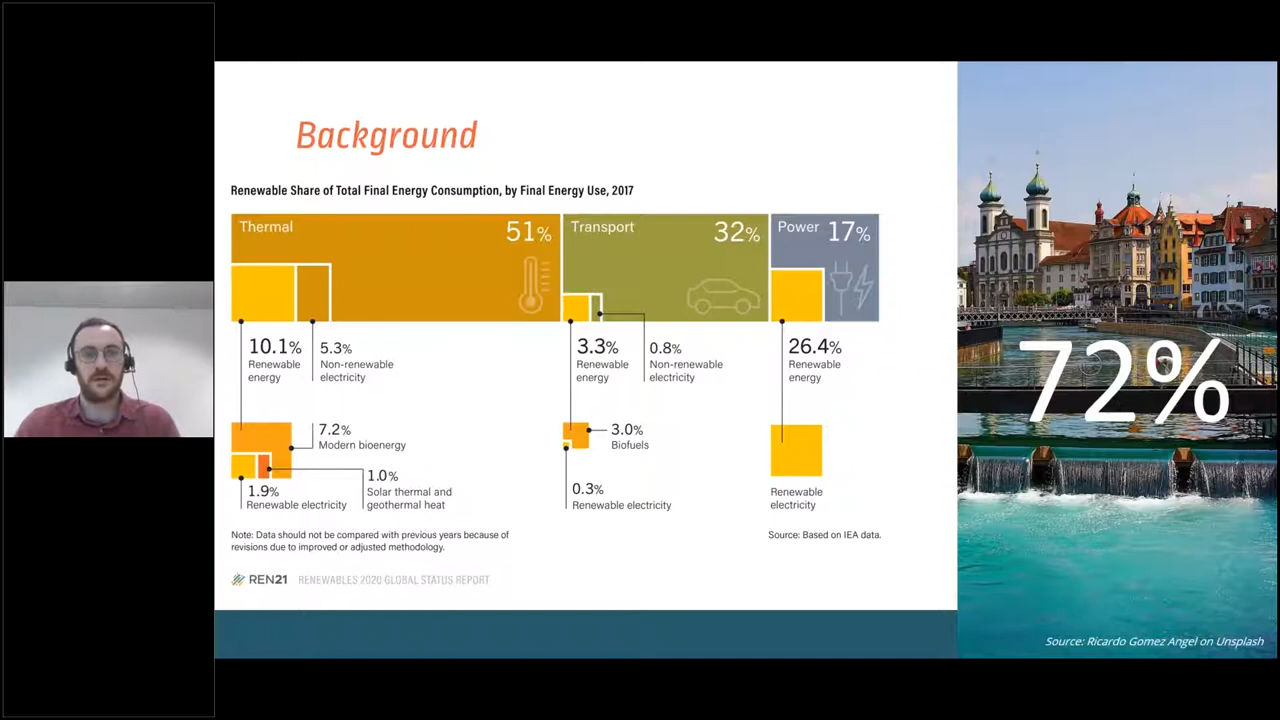 Background
Renewable Share of Total Final Energy Consumption, by Final Energy Use, 2017
Thermal
51%
Transport
32%
Power
17%
10.1%
Renewable
energy
5.3%
Non-renewable
electricity
3.3%
Renewable
energy
0.8%
Non-renewable
electricity
26.4%
Renewable
energy
72%
7.2%
Modern bioenergy
1.9%
Renewable electricity
1.0%
Solar thermal and
geothermal heat
3.0%
Biofuels
0.3%
Renewable electricity
Renewable
electricity
Note: Data should not be compared with previous years because of
revisions due to improved or adjusted methodology.
Source: Based on IEA data.
REN21 RENEWABLES 2020 GLOBAL STATUS REPORT
Source: Ricardo Gomez Angel on Unsplash